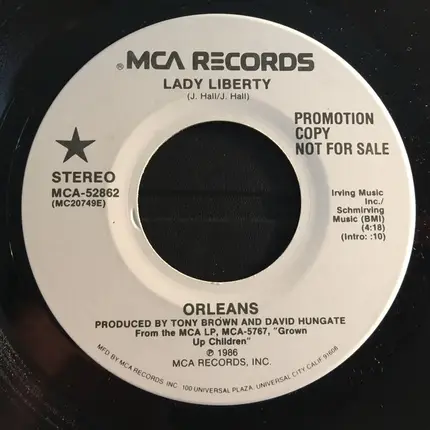 ® MCA RECORDS
LADY LIBERTY
(J. Hall/J. Hall)
PROMOTION
COPY
NOT FOR SALE
STEREO
MCA-52862
(MC20749E)
Irving Music
Inc./
Schmirving
Music (BMI)
(4:18)
(Intro: :10)
ORLEANS
PRODUCED BY TONY BROWN AND DAVID HUNGATE
From the MCA LP, MCA-5767, "Grown
Up Children"
℗ 1986
MCA RECORDS, INC.
MFD BY MCA RECORDS INC. 100 UNIVERSAL PLAZA, UNIVERSAL CITY, CALIF. 91608